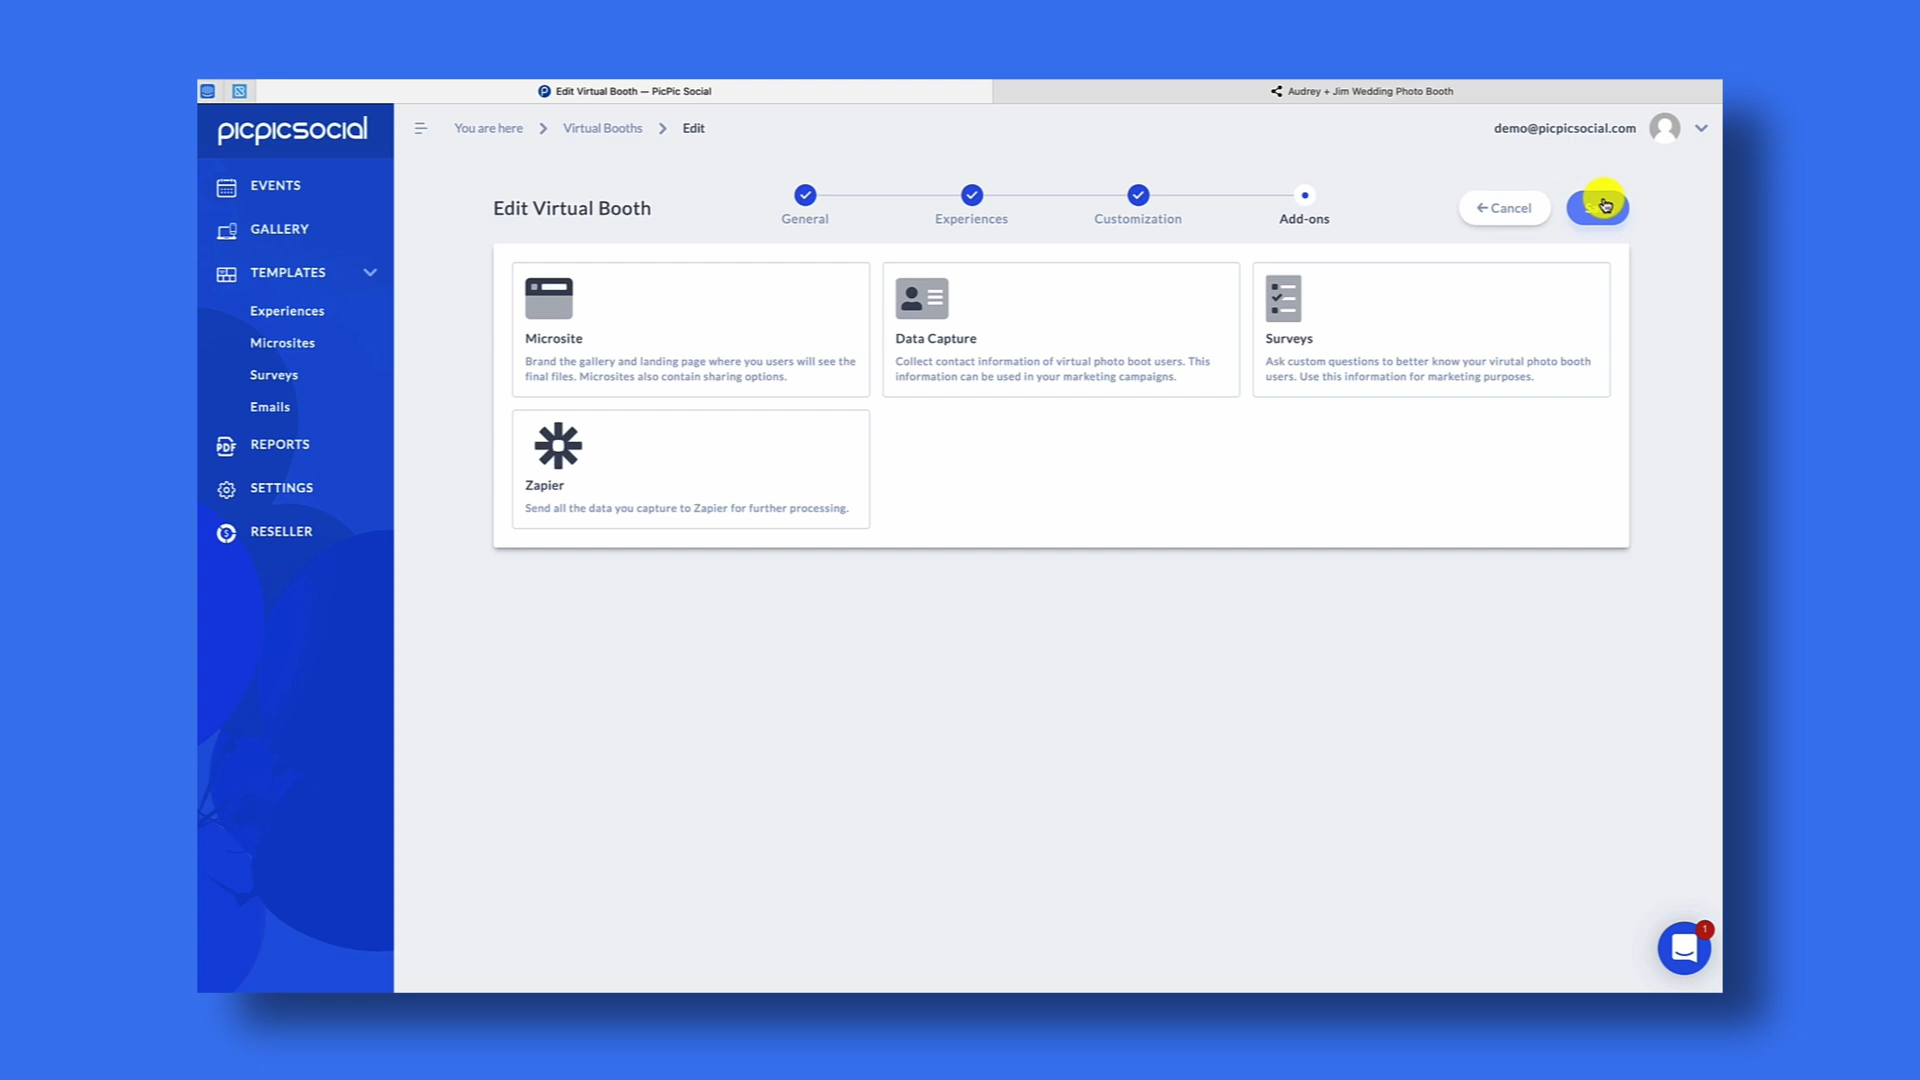 Edit Virtual Booth — PicPic Social
Audrey + Jim Wedding Photo Booth
picpicsocial
You are here
Virtual Booths
Edit
demo@picpicsocial.com
EVENTS
GALLERY
TEMPLATES
Experiences
Microsites
Surveys
Emails
PDF
REPORTS
SETTINGS
$
RESELLER
Edit Virtual Booth
General
Experiences
Customization
Add-ons
Cancel
Microsite
Brand the gallery and landing page where you users will see the
final files. Microsites also contain sharing options.
Data Capture
Collect contact information of virtual photo boot users. This
information can be used in your marketing campaigns.
Surveys
Ask custom questions to better know your virutal photo booth
users. Use this information for marketing purposes.
Zapier
Send all the data you capture to Zapier for further processing.
1